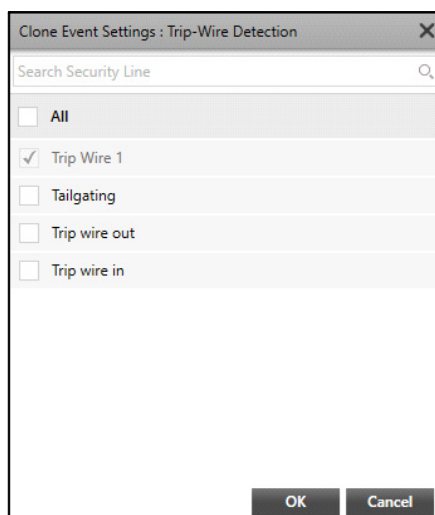 Clone Event Settings : Trip-Wire Detection
Search Security Line
All
Trip Wire 1
Tailgating
Trip wire out
Trip wire in
OK Cancel